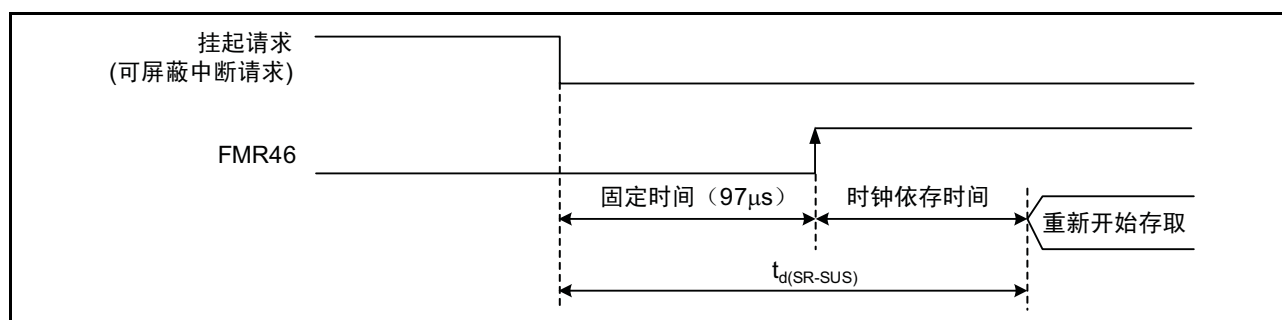 挂起请求
(可屏蔽中断请求)
FMR46
固定时间（97μs） 时钟依存时间
重新开始存取
td(SR-SUS)